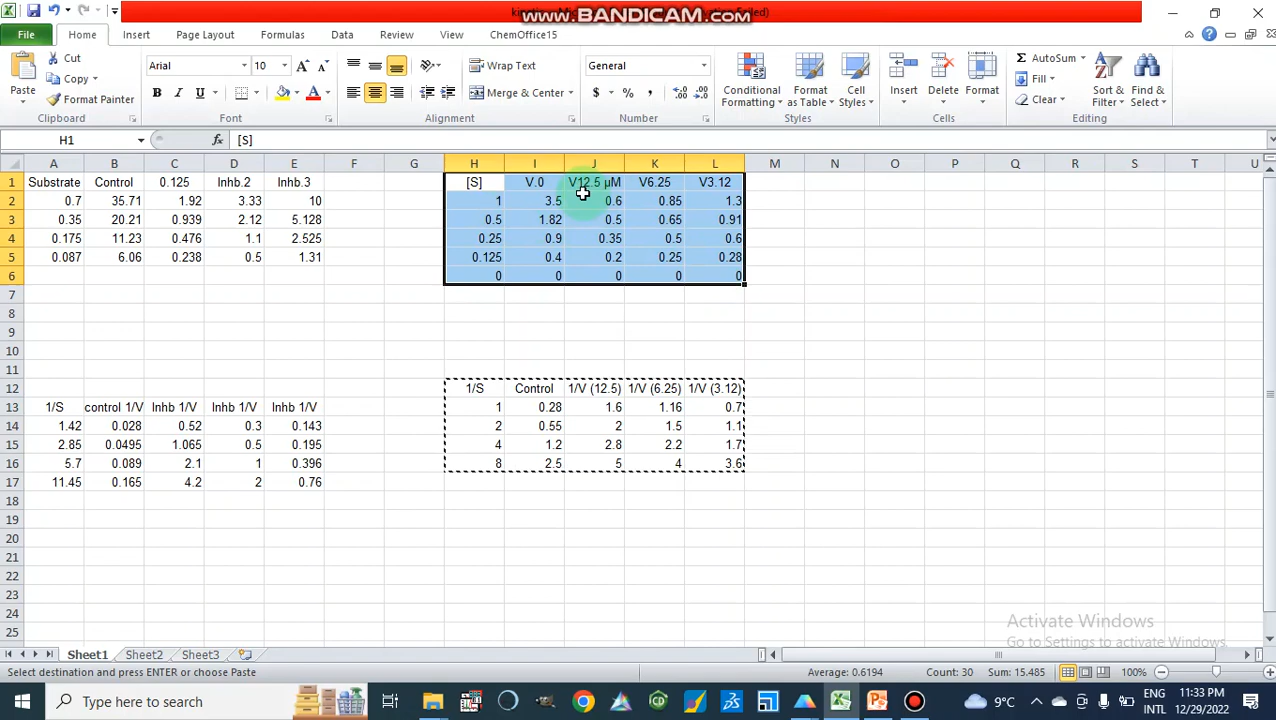 www.BANDICAM.com
File Home Insert Page Layout Formulas Data Review View ChemOffice15
Paste
Cut
Copy
Format Painter
Clipboard
Arial 10
B I U
Font
Wrap Text
Merge & Center
Alignment
General
$ % ,
Number
Conditional Formatting
Format as Table
Cell Styles
Styles
Insert Delete Format
Cells
Σ AutoSum
Fill
Clear
Sort & Filter
Find & Select
Editing
H1 fx [S]
A B C D E F G H I J K L M N O P Q R S T U
1 Substrate Control 0.125 Inhb.2 Inhb.3 [S] V.0 V12.5 µM V6.25 V3.12
2 0.7 35.71 1.92 3.33 10 1 3.5 0.6 0.85 1.3
3 0.35 20.21 0.939 2.12 5.128 0.5 1.82 0.5 0.65 0.91
4 0.175 11.23 0.476 1.1 2.525 0.25 0.9 0.35 0.5 0.6
5 0.087 6.06 0.238 0.5 1.31 0.125 0.4 0.2 0.25 0.28
6 0 0 0 0 0
7
8
9
10
11
12 1/S Control 1/V (12.5) 1/V (6.25) 1/V (3.12)
13 1/S control 1/V Inhb 1/V Inhb 1/V Inhb 1/V 1 0.28 1.6 1.16 0.7
14 1.42 0.028 0.52 0.3 0.143 2 0.55 2 1.5 1.1
15 2.85 0.0495 1.065 0.5 0.195 4 1.2 2.8 2.2 1.7
16 5.7 0.089 2.1 1 0.396 8 2.5 5 4 3.6
17 11.45 0.165 4.2 2 0.76
18
19
20
21
22
23
24
25
Activate Windows
Go to Settings to activate Windows.
Sheet1 Sheet2 Sheet3
Select destination and press ENTER or choose Paste Average: 0.6194 Count: 30 Sum: 15.485 100%
Type here to search
9°C
ENG
INTL
11:33 PM
12/29/2022